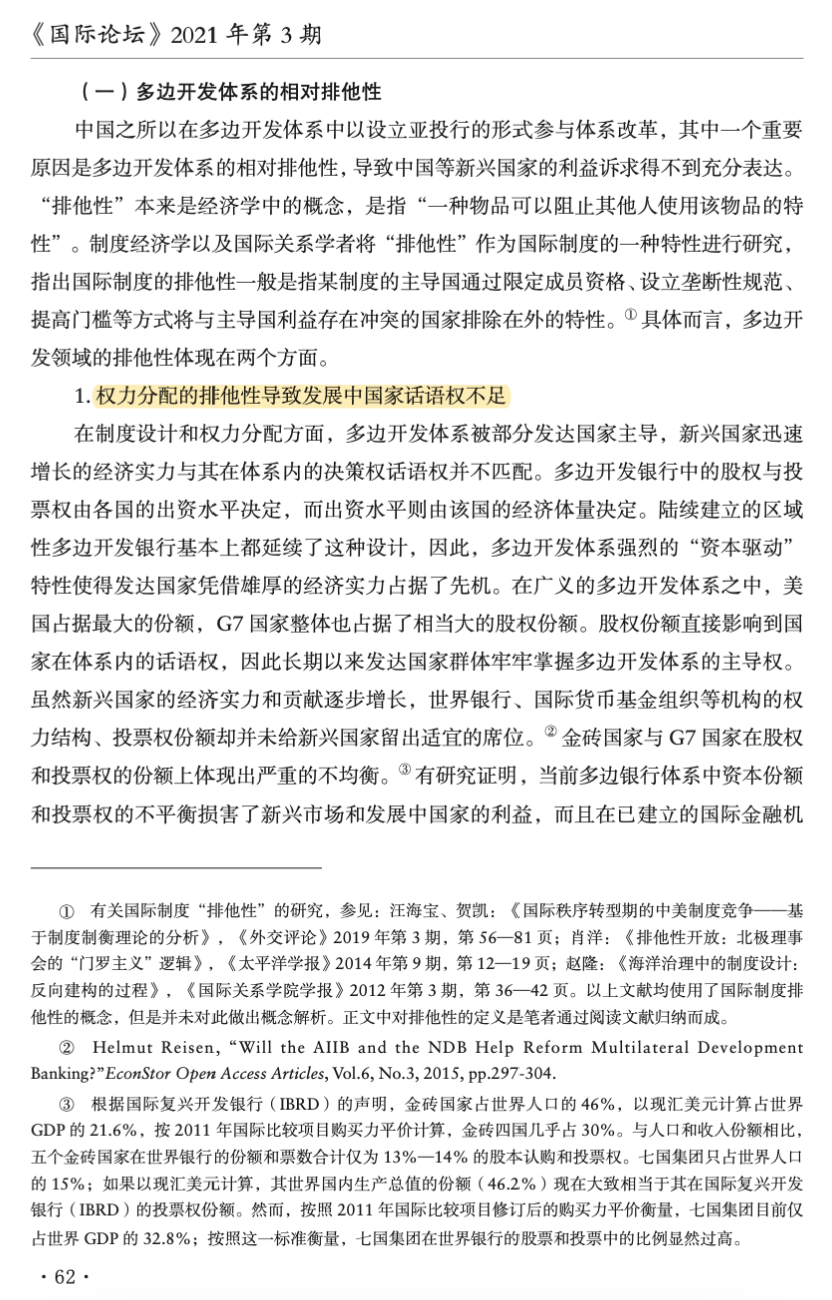 《国际论坛》2021 年第 3 期
（一）多边开发体系的相对排他性
中国之所以在多边开发体系中以设立亚投行的形式参与体系改革，其中一个重要
原因是多边开发体系的相对排他性，导致中国等新兴国家的利益诉求得不到充分表达。
“排他性”本来是经济学中的概念，是指“一种物品可以阻止其他人使用该物品的特
性”。制度经济学以及国际关系学者将“排他性”作为国际制度的一种特性进行研究，
指出国际制度的排他性一般是指某制度的主导国通过限定成员资格、设立垄断性规范、
提高门槛等方式将与主导国利益存在冲突的国家排除在外的特性。① 具体而言，多边开
发领域的排他性体现在两个方面。
1. 权力分配的排他性导致发展中国家话语权不足
在制度设计和权力分配方面，多边开发体系被部分发达国家主导，新兴国家迅速
增长的经济实力与其在体系内的决策权话语权并不匹配。多边开发银行中的股权与投
票权由各国的出资水平决定，而出资水平则由该国的经济体量决定。陆续建立的区域
性多边开发银行基本上都延续了这种设计，因此，多边开发体系强烈的“资本驱动”
特性使得发达国家凭借雄厚的经济实力占据了先机。在广义的多边开发体系之中，美
国占据最大的份额，G7 国家整体也占据了相当大的股权份额。股权份额直接影响到国
家在体系内的话语权，因此长期以来发达国家群体牢牢掌握多边开发体系的主导权。
虽然新兴国家的经济实力和贡献逐步增长，世界银行、国际货币基金组织等机构的权
力结构、投票权份额却并未给新兴国家留出适宜的席位。② 金砖国家与 G7 国家在股权
和投票权的份额上体现出严重的不均衡。③ 有研究证明，当前多边银行体系中资本份额
和投票权的不平衡损害了新兴市场和发展中国家的利益，而且在已建立的国际金融机
① 有关国际制度“排他性”的研究，参见：汪海宝、贺凯：《国际秩序转型期的中美制度竞争——基
于制度制衡理论的分析》，《外交评论》2019 年第 3 期，第 56—81 页；肖洋：《排他性开放：北极理事
会的“门罗主义”逻辑》，《太平洋学报》2014 年第 9 期，第 12—19 页；赵隆：《海洋治理中的制度设计：
反向建构的过程》，《国际关系学院学报》2012 年第 3 期，第 36—42 页。以上文献均使用了国际制度排
他性的概念，但是并未对此做出概念解析。正文中对排他性的定义是笔者通过阅读文献归纳而成。
② Helmut Reisen, “Will the AIIB and the NDB Help Reform Multilateral Development
Banking?” EconStor Open Access Articles, Vol.6, No.3, 2015, pp.297-304.
③ 根据国际复兴开发银行（IBRD）的声明，金砖国家占世界人口的 46%，以现汇美元计算占世界
GDP 的 21.6%，按 2011 年国际比较项目购买力平价计算，金砖四国几乎占 30%。与人口和收入份额相比，
五个金砖国家在世界银行的份额和票数合计仅为 13%—14% 的股本认购和投票权。七国集团只占世界人口
的 15%；如果以现汇美元计算，其世界国内生产总值的份额（46.2%）现在大致相当于其在国际复兴开发
银行（IBRD）的投票权份额。然而，按照 2011 年国际比较项目修订后的购买力平价衡量，七国集团目前仅
占世界 GDP 的 32.8%；按照这一标准衡量，七国集团在世界银行的股票和投票中的比例显然过高。
· 62 ·